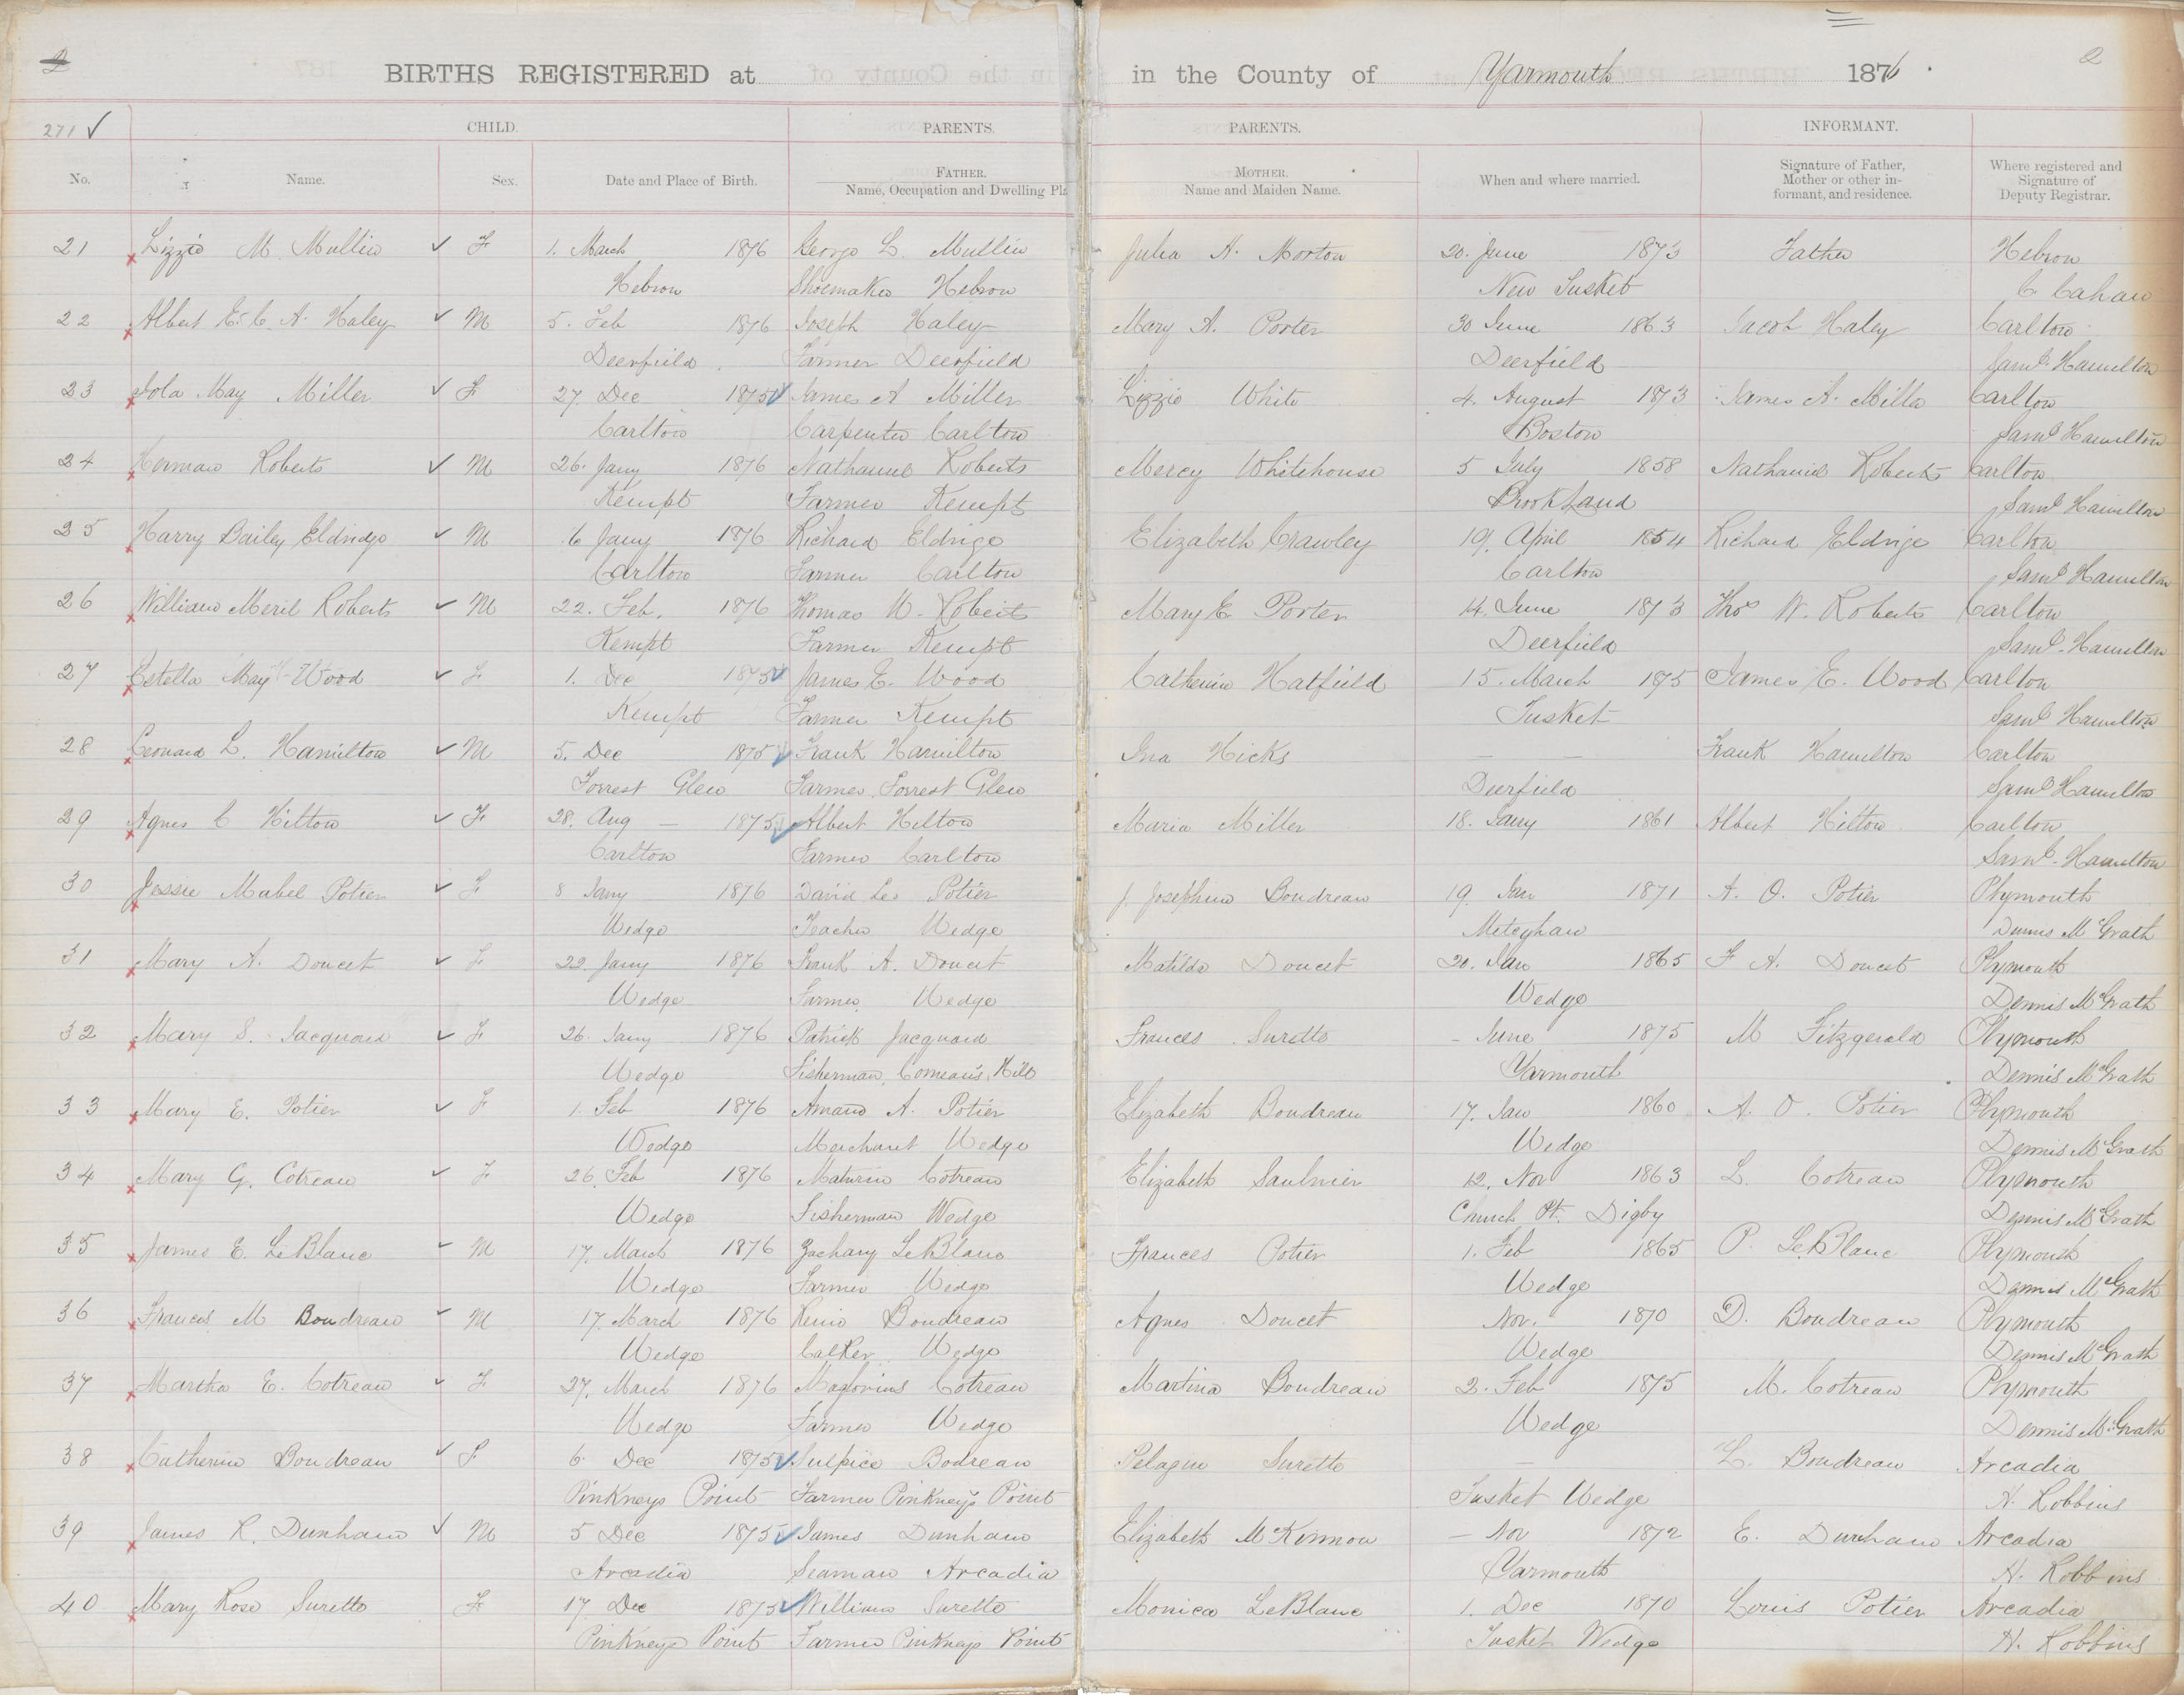 2 2
BIRTHS REGISTERED at in the County of Yarmouth 1876.
271 ✓ CHILD. PARENTS. PARENTS. INFORMANT.
No. Name. Sex. Date and Place of Birth. FATHER. Name, Occupation and Dwelling Pla MOTHER. Name and Maiden Name. When and where married. Signature of Father, Mother or other informant, and residence. Where registered and Signature of Deputy Registrar.
21 Lizzie M. Mullin ✓ F 1. March 1876 George L. Mullin Julia A. Morton 20. June 1873 Father Hebron
Hebron Shoemaker Hebron New Tusket C Cahan
22 Albert E. C. A. Haley ✓ M 5. Feb 1876 Joseph Haley Mary A. Porter 30 June 1863 Jacob Haley Carlton
Deerfield Farmer Deerfield Deerfield Saml Hamilton
23 Iola May Miller ✓ F 27. Dec 1875 ✓ James A Miller Lizzie White 4. August 1873 James A. Miller Carlton
Carlton Carpenter Carlton Boston Saml Hamilton
24 Herman Roberts ✓ M 26. Jany 1876 Nathaniel Roberts Mercy Whitehouse 5 July 1858 Nathaniel Roberts Carlton
Kempt Farmer Kempt Brookland Saml Hamilton
25 Harry Bailey Eldridge ✓ M 6 Jany 1876 Richard Eldrige Elizabeth Crawley 19. April 1854 Richard Eldrige Carlton
Carlton Farmer Carlton Carlton Saml Hamilton
26 William Meril Roberts ✓ M 22. Feb. 1876 Thomas W. Roberts Mary E Porter 14. June 1873 Thos W. Roberts Carlton
Kempt Farmer Kempt Deerfield Saml. Hamilton
27 Estella May Wood ✓ F 1. Dec 1875 ✓ James E. Wood Catherine Hatfield 15. March 1875 James E. Wood Carlton
Kempt Farmer Kempt Tusket Saml Hamilton
28 Leonard L. Hamilton ✓ M 5. Dec 1875 ✓ Frank Hamilton Ina Hicks — — Frank Hamilton Carlton
Forrest Glen Farmer Forrest Glen Deerfield Saml Hamilton
29 Agnes C Hilton ✓ F 28. Aug — 1875 ✓ Albert Hilton Maria Miller 18. Jany 1861 Albert Hilton Carlton
Carlton Farmer Carlton Saml. Hamilton
30 Jessie Mabel Potier ✓ F 8 Jany 1876 David Leo Potier J. Josephine Boudreau 19. Jan 1871 A. O. Potier Plymouth
Wedge Teacher Wedge Meteghan Dennis McGrath
31 Mary A. Doucet ✓ F 22. Jany 1876 Frank A. Doucet Matilda Doucet 20. Jan 1865 F A. Doucet Plymouth
Wedge Farmer Wedge Wedge Dennis McGrath
32 Mary S. Jacquard ✓ F 26. Jany 1876 Patrick Jacquard Frances Surette – June 1875 M Fitzgerald Plymouth
Wedge Fisherman, Comeau's Hill Yarmouth Dennis McGrath
33 Mary E. Potier ✓ F 1. Feb 1876 Amand A. Potier Elizabeth Boudreau 17. Jan 1860 A. O. Potier Plymouth
Wedge Merchant Wedge Wedge Dennis McGrath
34 Mary G. Cotreau ✓ F 26. Feb 1876 Maturin Cotreau Elizabeth Saulnier 12. Nov 1863 L. Cotreau Plymouth
Wedge Fisherman Wedge Church Pt. Digby Dennis McGrath
35 James E. LeBlanc ✓ M 17. March 1876 Zachary LeBlanc Frances Potier 1. Feb 1865 P. LeBlanc Plymouth
Wedge Farmer Wedge Wedge Dennis McGrath
36 Frances M Boudreau ✓ M 17. March 1876 Boudreau Agnes Doucet Nov. 1870 D. Boudreau Plymouth
Wedge Calker Wedge Wedge Dennis McGrath
37 Martha E. Cotreau ✓ F 27. March 1876 Cotreau Martina Boudreau 2. Feb 1875 M. Cotreau Plymouth
Wedge Farmer Wedge Wedge Dennis McGrath
38 Catherine Boudreau ✓ F 6. Dec 1875 ✓ Sulpice Bodreau Pelague Surette — L. Boudreau Arcadia
Pinkneys Point Farmer Pinkney's Point Tusket Wedge H. Robbins
39 James R. Dunham ✓ M 5 Dec 1875 ✓ James Dunham Elizabeth McKinnon — Nov 1872 E. Dunham Arcadia
Arcadia Seaman Arcadia Yarmouth H. Robbins
40 Mary Rose Surette F 17 Dec 1875 ✓ William Surette Monica LeBlanc 1. Dec 1870 Louis Potier Arcadia
Pinkneys Point Farmer Pinkneys Point Tusket Wedge H. Robbins